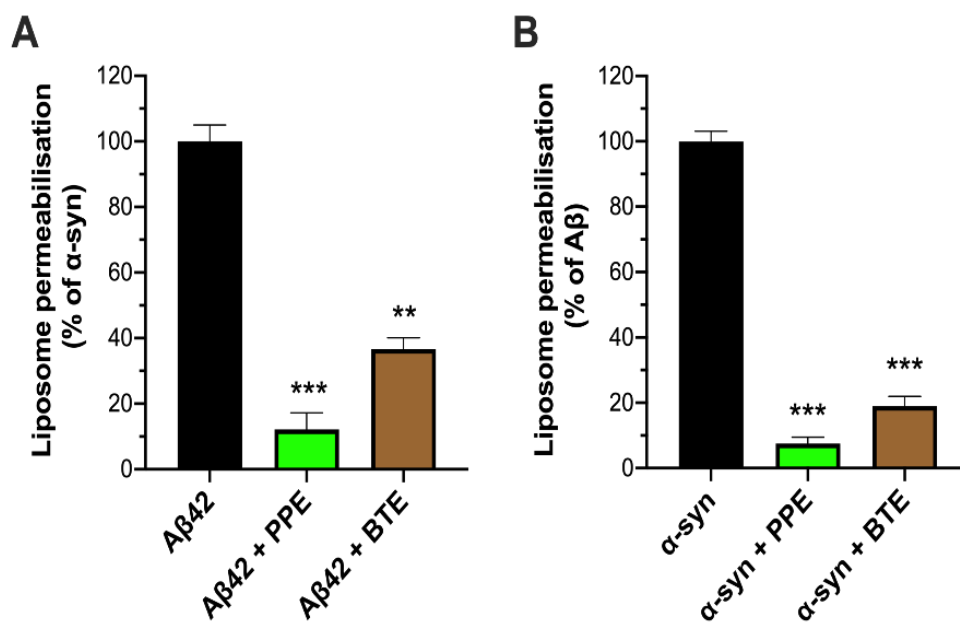 A
Liposome permeabilisation
(% of α-syn)
120
100
80
60
40
20
0
***
**
Aβ42
Aβ42 + PPE
Aβ42 + BTE
B
Liposome permeabilisation
(% of Aβ)
120
100
80
60
40
20
0
***
***
α-syn
α-syn + PPE
α-syn + BTE